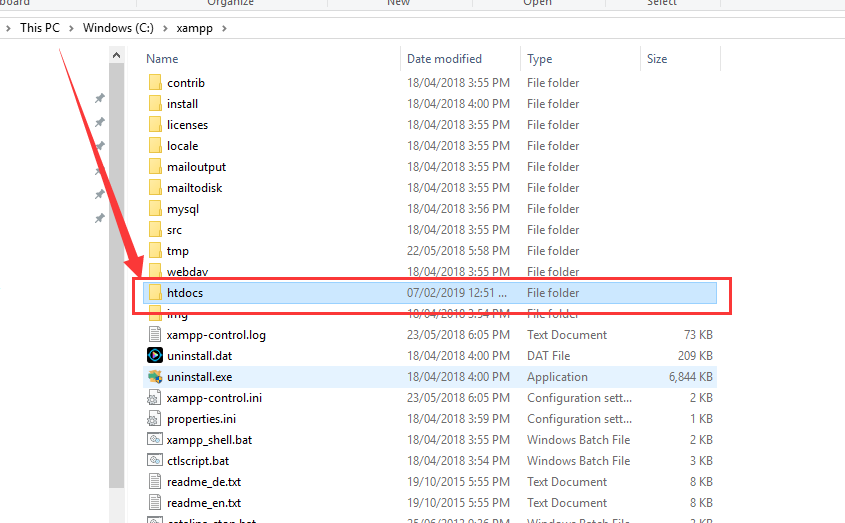 board Organize New Open Select
This PC > Windows (C:) > xampp >
Name Date modified Type Size
contrib 18/04/2018 3:55 PM File folder
install 18/04/2018 4:00 PM File folder
licenses 18/04/2018 3:55 PM File folder
locale 18/04/2018 3:55 PM File folder
mailoutput 18/04/2018 3:55 PM File folder
mailtodisk 18/04/2018 3:55 PM File folder
mysql 18/04/2018 3:56 PM File folder
src 18/04/2018 3:55 PM File folder
tmp 22/05/2018 5:58 PM File folder
webdav 18/04/2018 3:55 PM File folder
htdocs 07/02/2019 12:51 ... File folder
img 18/04/2018 3:54 PM File folder
xampp-control.log 23/05/2018 6:05 PM Text Document 73 KB
uninstall.dat 18/04/2018 4:00 PM DAT File 209 KB
uninstall.exe 18/04/2018 4:00 PM Application 6,844 KB
xampp-control.ini 23/05/2018 6:05 PM Configuration sett... 2 KB
properties.ini 18/04/2018 3:59 PM Configuration sett... 1 KB
xampp_shell.bat 18/04/2018 3:55 PM Windows Batch File 2 KB
ctlscript.bat 18/04/2018 3:54 PM Windows Batch File 3 KB
readme_de.txt 19/10/2015 5:55 PM Text Document 8 KB
readme_en.txt 19/10/2015 5:55 PM Text Document 8 KB
catalina_stop.bat 25/06/2013 9:36 PM Windows Batch File 3 KB